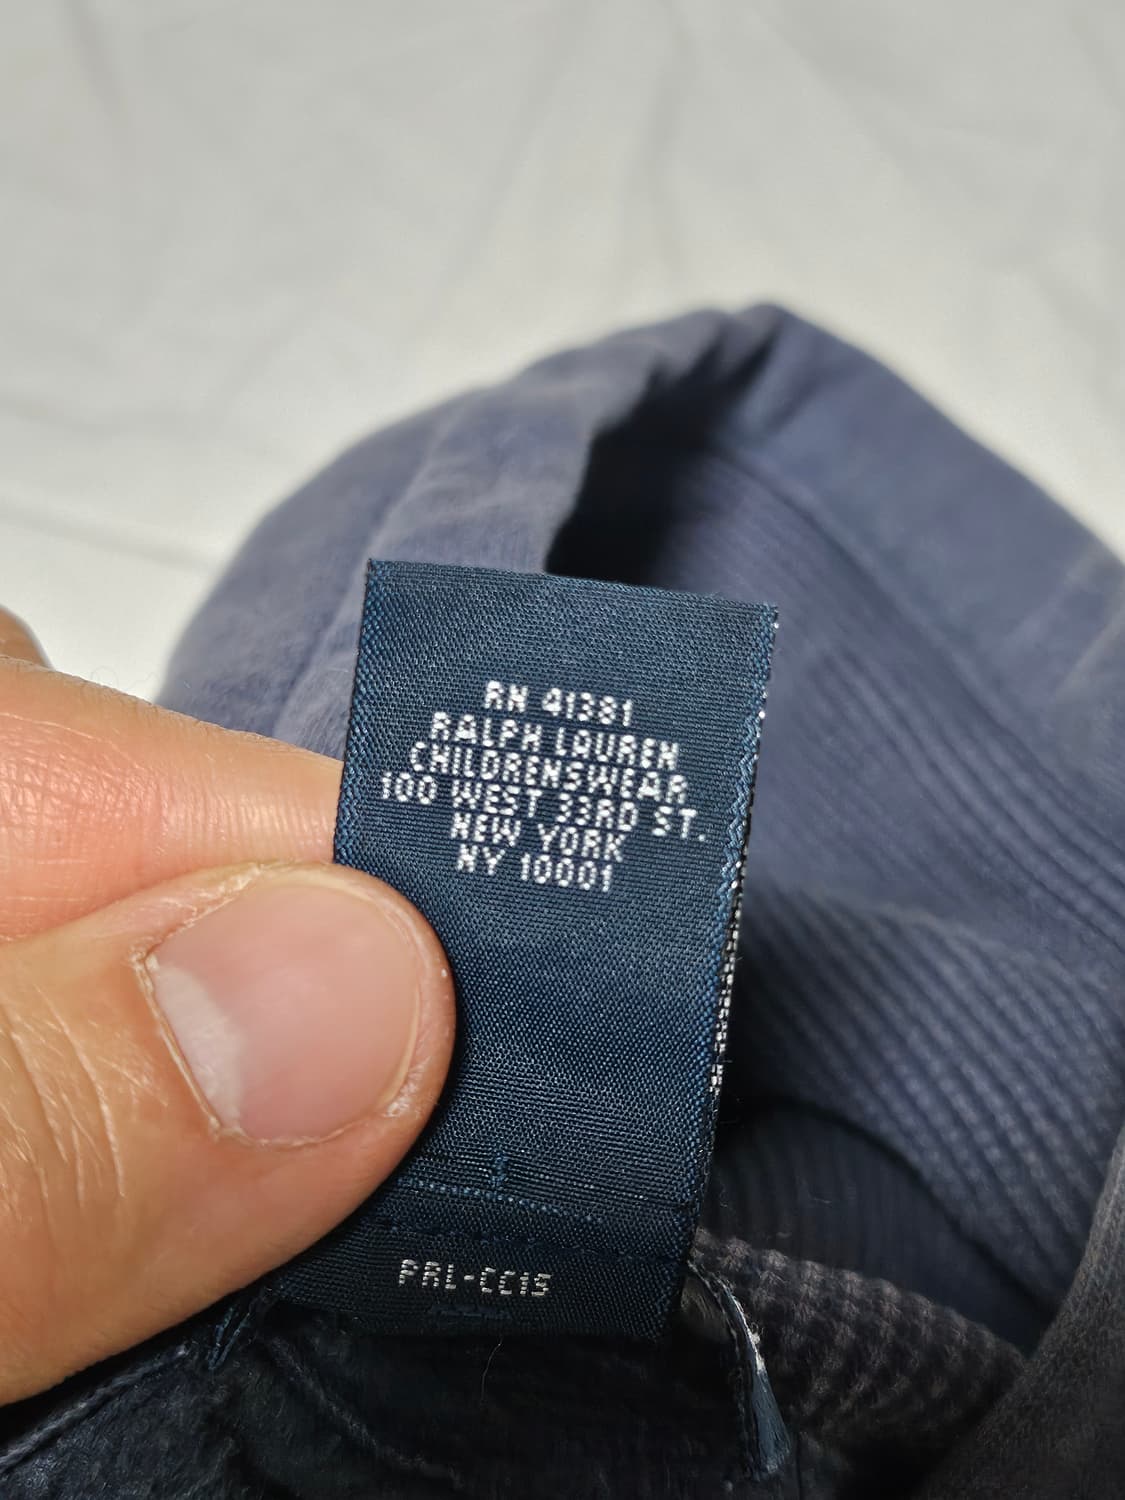 RN 41381
RALPH LAUREN
CHILDRENSWEAR
100 WEST 33RD ST.
NEW YORK
NY 10001
PRL-CC15